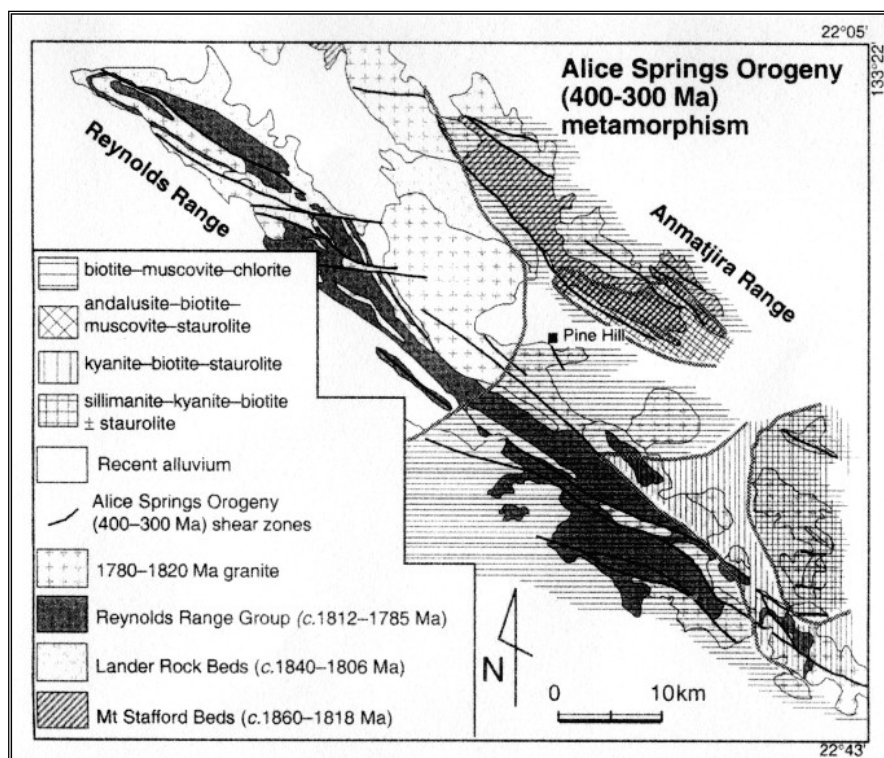 22°05'
133°22'
Alice Springs Orogeny
(400-300 Ma)
metamorphism
Reynolds Range
Anmatjira Range
Pine Hill
biotite–muscovite–chlorite
andalusite–biotite–
muscovite–staurolite
kyanite–biotite–staurolite
sillimanite–kyanite–biotite
± staurolite
Recent alluvium
Alice Springs Orogeny
(400–300 Ma) shear zones
1780–1820 Ma granite
Reynolds Range Group (c.1812–1785 Ma)
Lander Rock Beds (c.1840–1806 Ma)
Mt Stafford Beds (c.1860–1818 Ma)
N
0 10km
22°43'